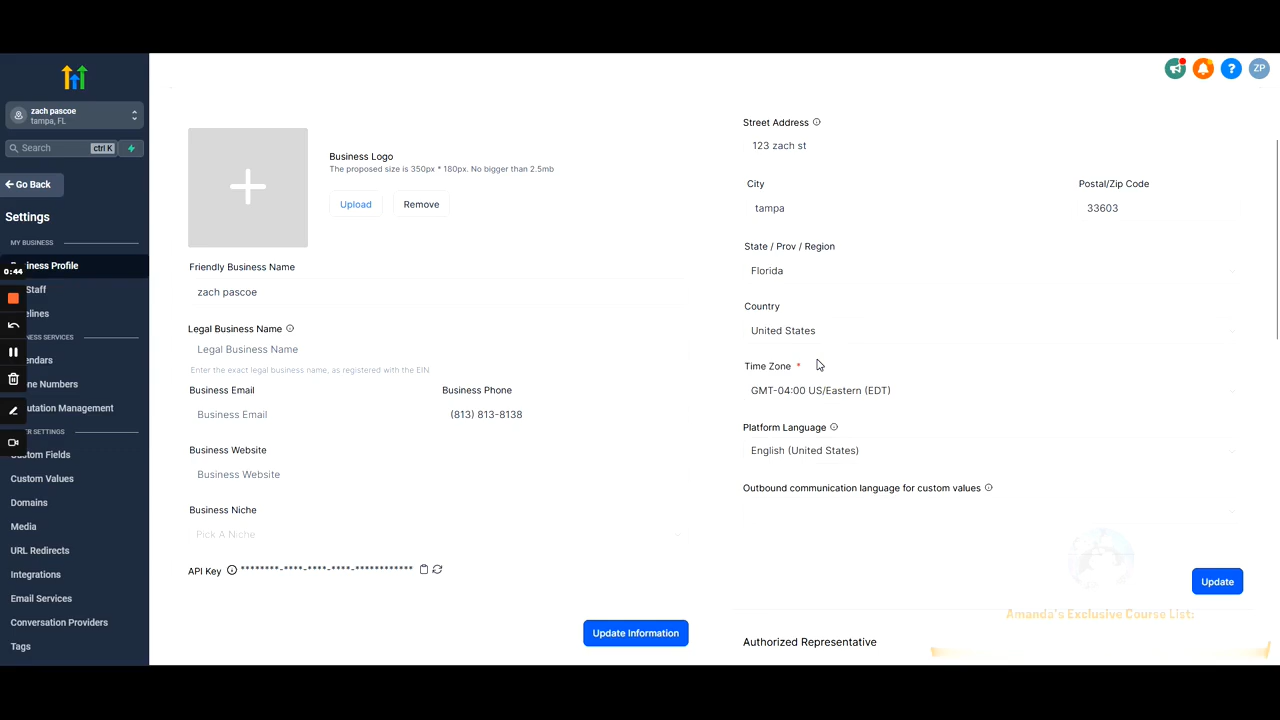 zach pascoe
tampa, FL
Search
ctrl K
Go Back
Settings
MY BUSINESS
iness Profile
0:44
Staff
elines
NESS SERVICES
endars
ne Numbers
utation Management
ER SETTINGS
Custom Fields
Custom Values
Domains
Media
URL Redirects
Integrations
Email Services
Conversation Providers
Tags
ZP
Business Logo
The proposed size is 350px * 180px. No bigger than 2.5mb
Upload
Remove
Friendly Business Name
zach pascoe
Legal Business Name
Legal Business Name
Enter the exact legal business name, as registered with the EIN
Business Email
Business Phone
Business Email
(813) 813-8138
Business Website
Business Website
Business Niche
Pick A Niche
API Key
********-****-****-****-************
Update Information
Street Address
123 zach st
City
Postal/Zip Code
tampa
33603
State / Prov / Region
Florida
Country
United States
Time Zone *
GMT-04:00 US/Eastern (EDT)
Platform Language
English (United States)
Outbound communication language for custom values
Update
Amanda's Exclusive Course List:
Authorized Representative